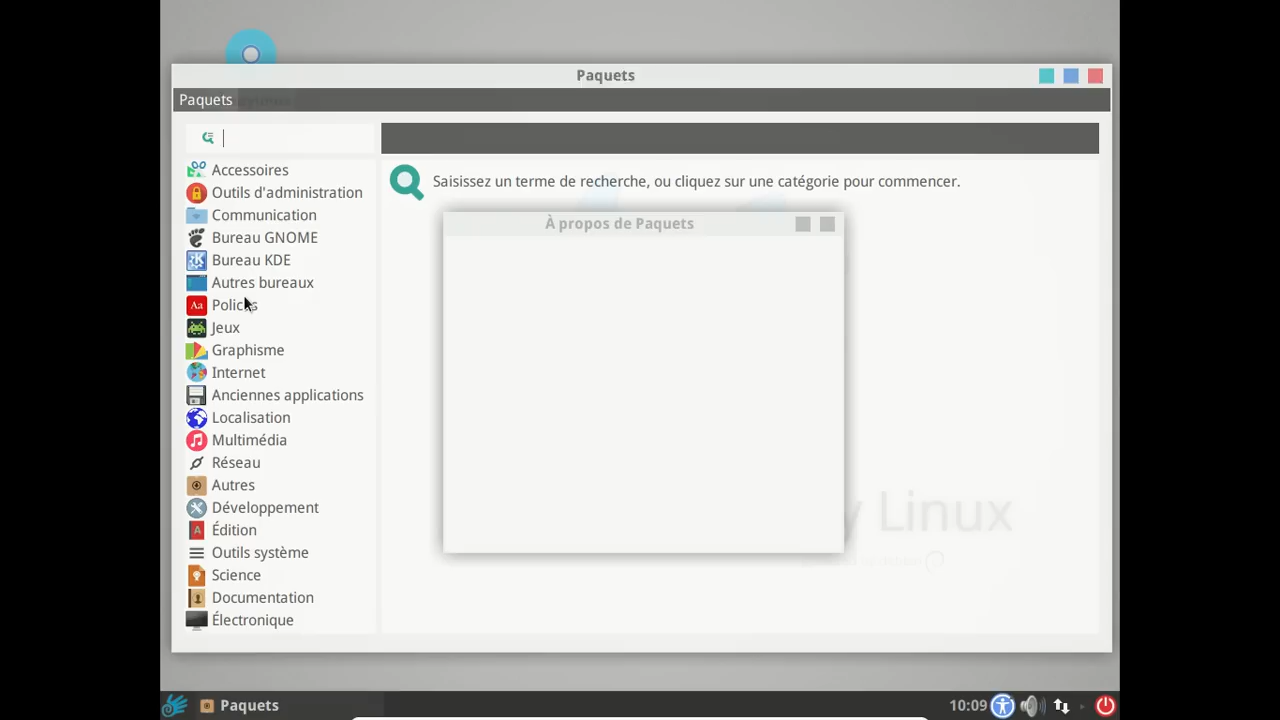 Paquets
Paquets
Accessoires
Outils d'administration
Communication
Bureau GNOME
Bureau KDE
Autres bureaux
Polices
Jeux
Graphisme
Internet
Anciennes applications
Localisation
Multimédia
Réseau
Autres
Développement
Édition
Outils système
Science
Documentation
Électronique
Saisissez un terme de recherche, ou cliquez sur une catégorie pour commencer.
À propos de Paquets
y Linux
Paquets
10:09